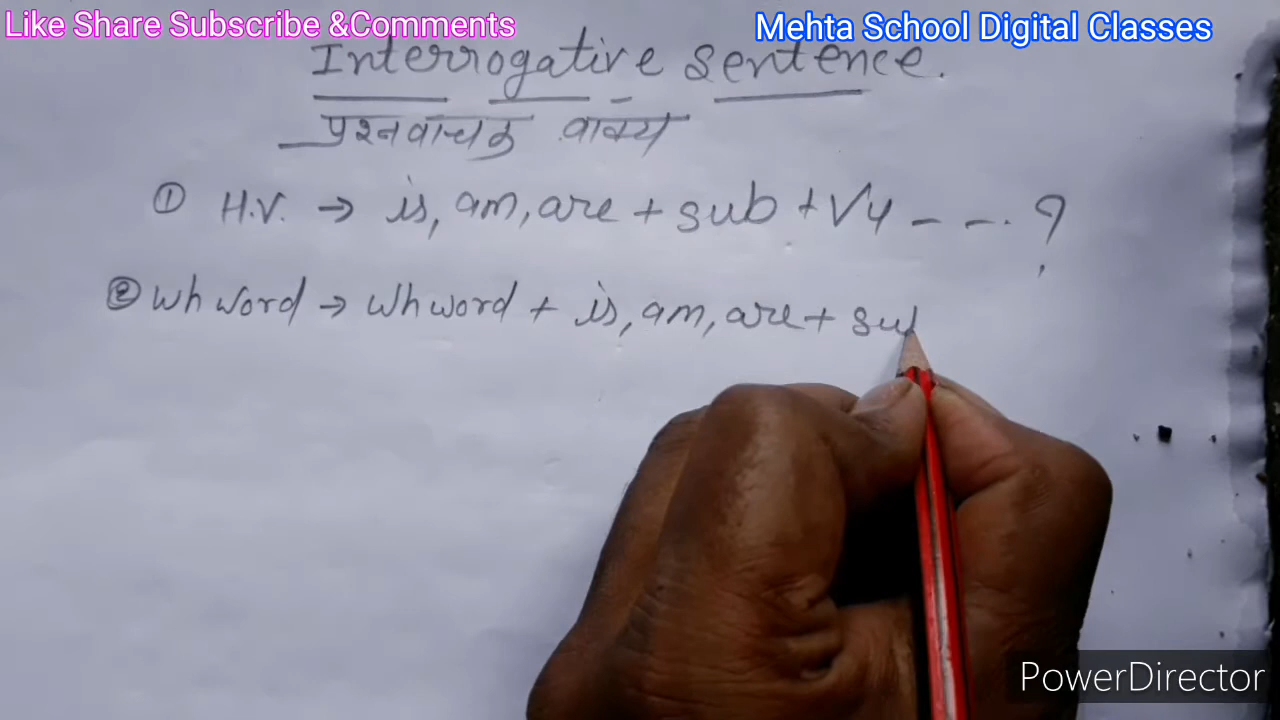 Like Share Subscribe &Comments
Mehta School Digital Classes
Interrogative sentence.
प्रश्नवाचक वाक्य
① H.V. → is, am, are + sub + V4 - - - ?
② Wh word → Wh word + is, am, are + sub
PowerDirector